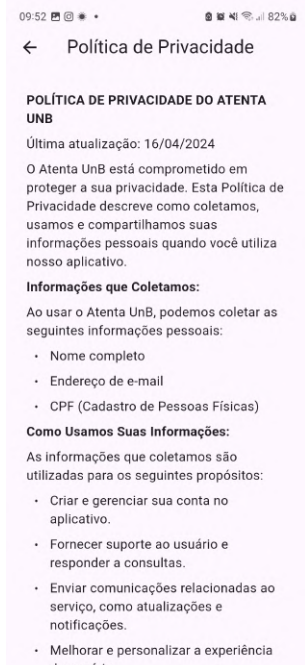 09:52 82%
← Política de Privacidade
POLÍTICA DE PRIVACIDADE DO ATENTA
UNB
Última atualização: 16/04/2024
O Atenta UnB está comprometido em
proteger a sua privacidade. Esta Política de
Privacidade descreve como coletamos,
usamos e compartilhamos suas
informações pessoais quando você utiliza
nosso aplicativo.
Informações que Coletamos:
Ao usar o Atenta UnB, podemos coletar as
seguintes informações pessoais:
• Nome completo
• Endereço de e-mail
• CPF (Cadastro de Pessoas Físicas)
Como Usamos Suas Informações:
As informações que coletamos são
utilizadas para os seguintes propósitos:
• Criar e gerenciar sua conta no
aplicativo.
• Fornecer suporte ao usuário e
responder a consultas.
• Enviar comunicações relacionadas ao
serviço, como atualizações e
notificações.
• Melhorar e personalizar a experiência